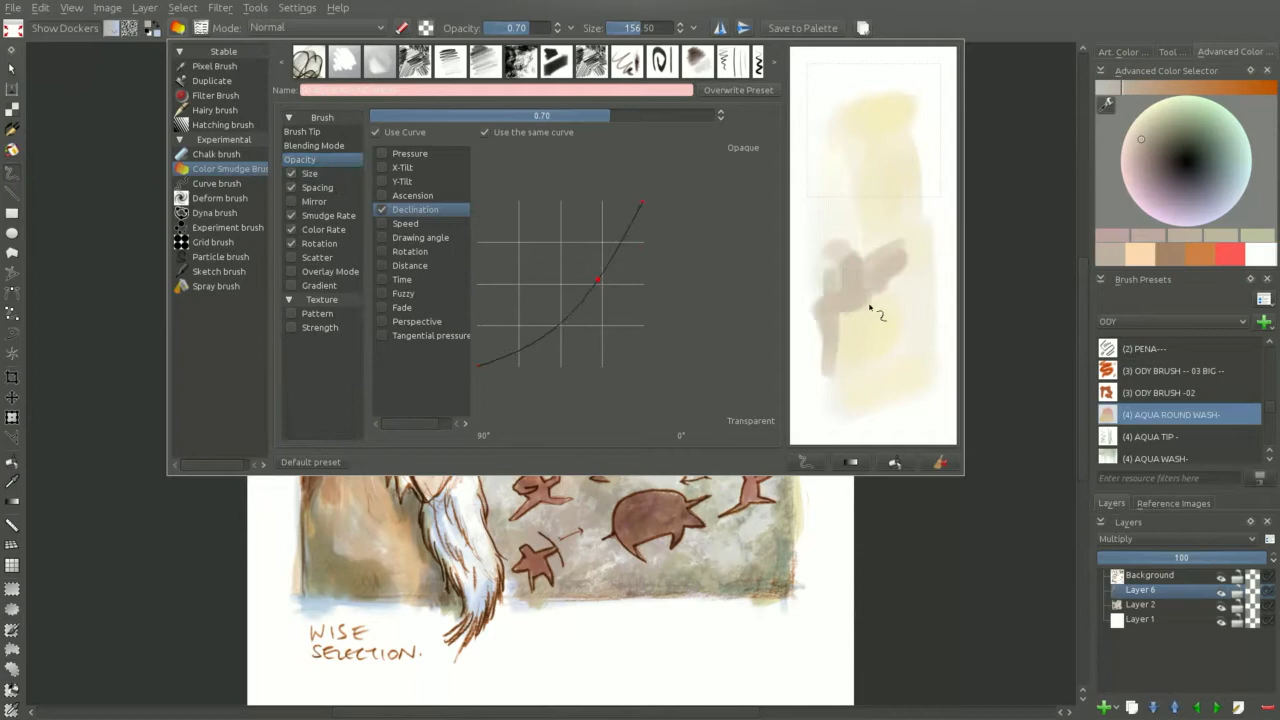 File Edit View Image Layer Select Filter Tools Settings Help
Show Dockers Mode: Normal Opacity: 0.70 Size: 156.50 Save to Palette
Stable
Pixel Brush
Duplicate
Filter Brush
Hairy brush
Hatching brush
Experimental
Chalk brush
Color Smudge Brus
Curve brush
Deform brush
Dyna brush
Experiment brush
Grid brush
Particle brush
Sketch brush
Spray brush
Name: Overwrite Preset
Brush
Brush Tip
Blending Mode
Opacity
Size
Spacing
Mirror
Smudge Rate
Color Rate
Rotation
Scatter
Overlay Mode
Gradient
Texture
Pattern
Strength
0.70
Use Curve Use the same curve
Pressure
X-Tilt
Y-Tilt
Ascension
Declination
Speed
Drawing angle
Rotation
Distance
Time
Fuzzy
Fade
Perspective
Tangential pressure
Opaque
Transparent
90° 0°
Default preset
WISE
SELECTION.
Art. Color ... Tool ... Advanced Color ...
Advanced Color Selector
Brush Presets
ODY
(2) PENA---
(3) ODY BRUSH -- 03 BIG --
(3) ODY BRUSH -02
(4) AQUA ROUND WASH-
(4) AQUA TIP -
(4) AQUA WASH-
Enter resource filters here
Layers Reference Images
Layers
Multiply
100
Background
Layer 6
Layer 2
Layer 1